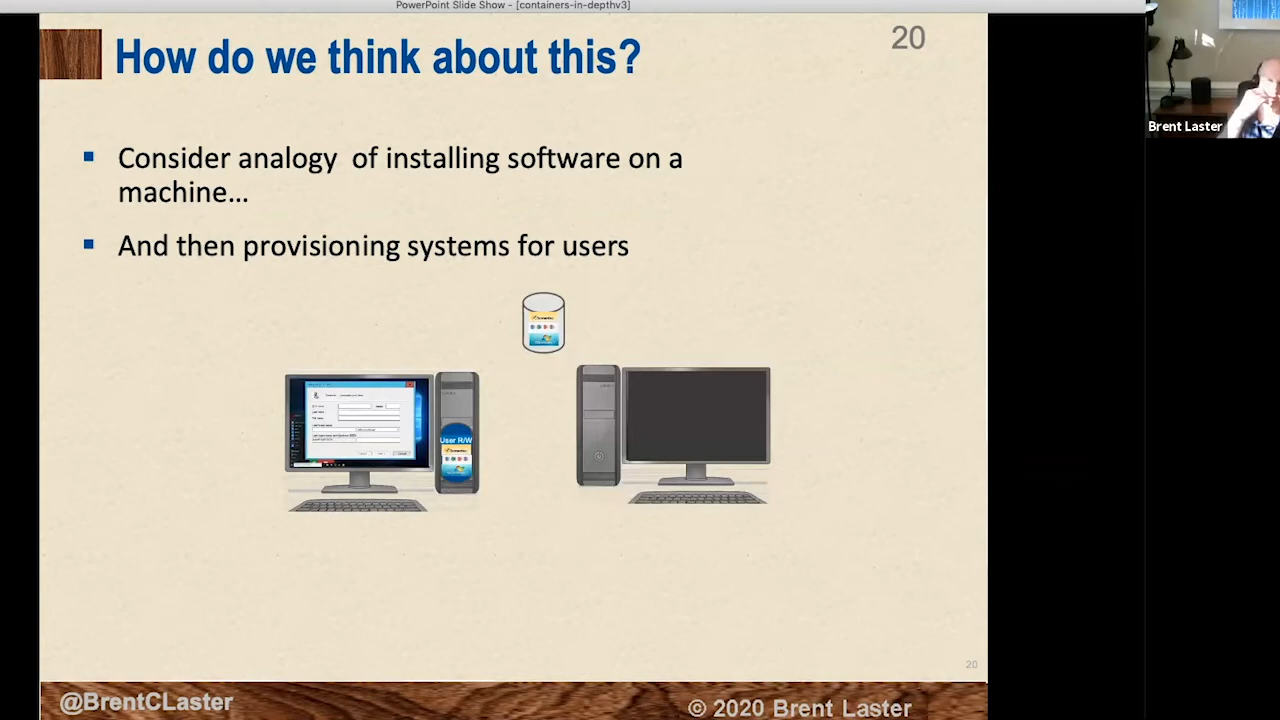 PowerPoint Slide Show - [containers-in-depthv3]
20
How do we think about this?
Brent Laster
Consider analogy of installing software on a
machine…
And then provisioning systems for users
User R/W
20
@BrentCLaster
© 2020 Brent Laster